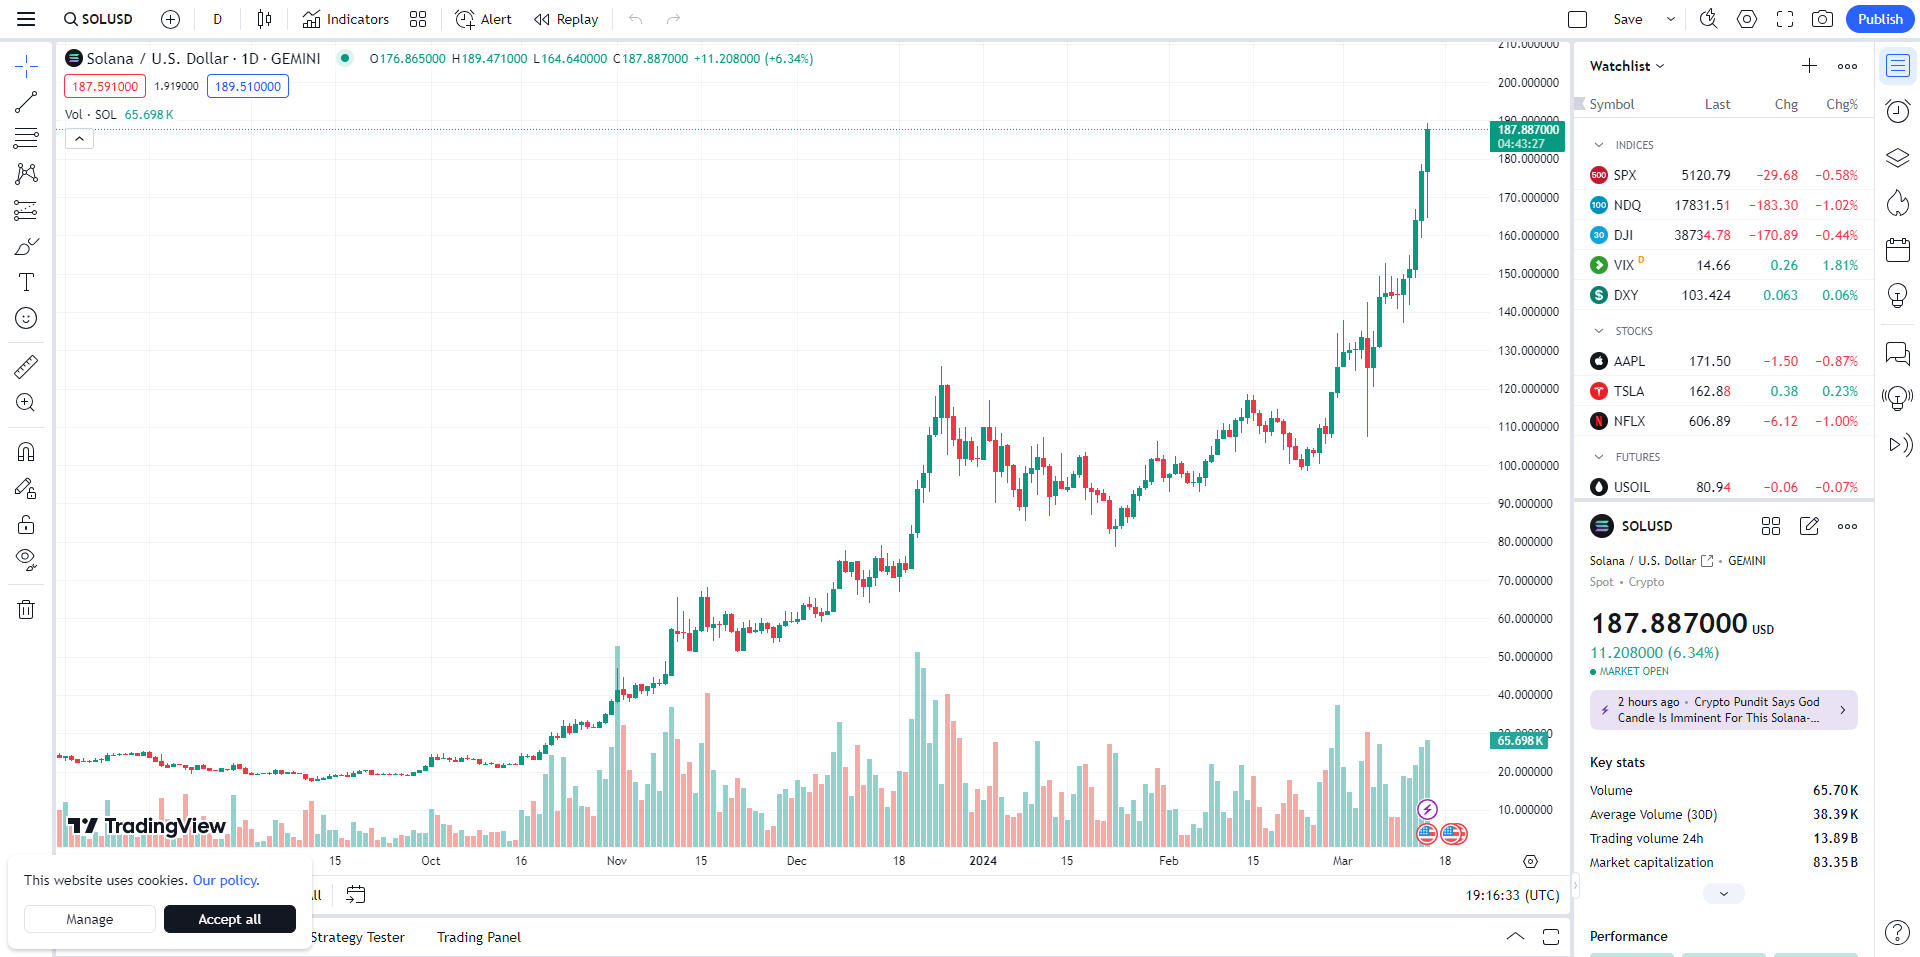 SOLUSD
D
Indicators
Alert
Replay
Save
Publish
Solana / U.S. Dollar · 1D · GEMINI
O176.865000 H189.471000 L164.640000 C187.887000 +11.208000 (+6.34%)
187.591000 1.919000 189.510000
Vol · SOL 65.698 K
210.000000
200.000000
190.000000
187.887000
04:43:27
180.000000
170.000000
160.000000
150.000000
140.000000
130.000000
120.000000
110.000000
100.000000
90.000000
80.000000
70.000000
60.000000
50.000000
40.000000
30.000000
65.698 K
20.000000
10.000000
TradingView
15 Oct 16 Nov 15 Dec 18 2024 15 Feb 15 Mar 18
This website uses cookies. Our policy.
Manage
Accept all
19:16:33 (UTC)
Strategy Tester
Trading Panel
Watchlist
Symbol Last Chg Chg%
INDICES
500 SPX 5120.79 −29.68 −0.58%
100 NDQ 17831.51 −183.30 −1.02%
30 DJI 38734.78 −170.89 −0.44%
VIX D 14.66 0.26 1.81%
$ DXY 103.424 0.063 0.06%
STOCKS
AAPL 171.50 −1.50 −0.87%
TSLA 162.88 0.38 0.23%
NFLX 606.89 −6.12 −1.00%
FUTURES
USOIL 80.94 −0.06 −0.07%
SOLUSD
Solana / U.S. Dollar • GEMINI
Spot • Crypto
187.887000 USD
11.208000 (6.34%)
MARKET OPEN
2 hours ago • Crypto Pundit Says God
Candle Is Imminent For This Solana-...
Key stats
Volume 65.70 K
Average Volume (30D) 38.39 K
Trading volume 24h 13.89 B
Market capitalization 83.35 B
Performance